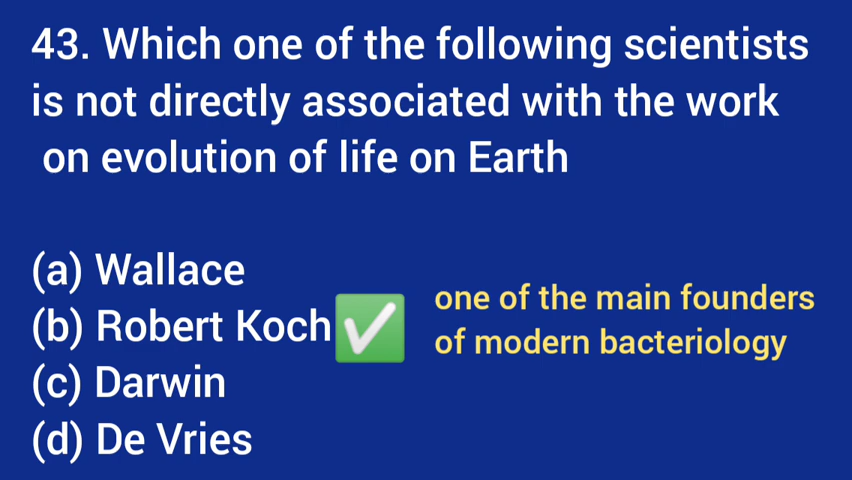 43. Which one of the following scientists
is not directly associated with the work
on evolution of life on Earth
(a) Wallace
(b) Robert Koch
one of the main founders
of modern bacteriology
(c) Darwin
(d) De Vries